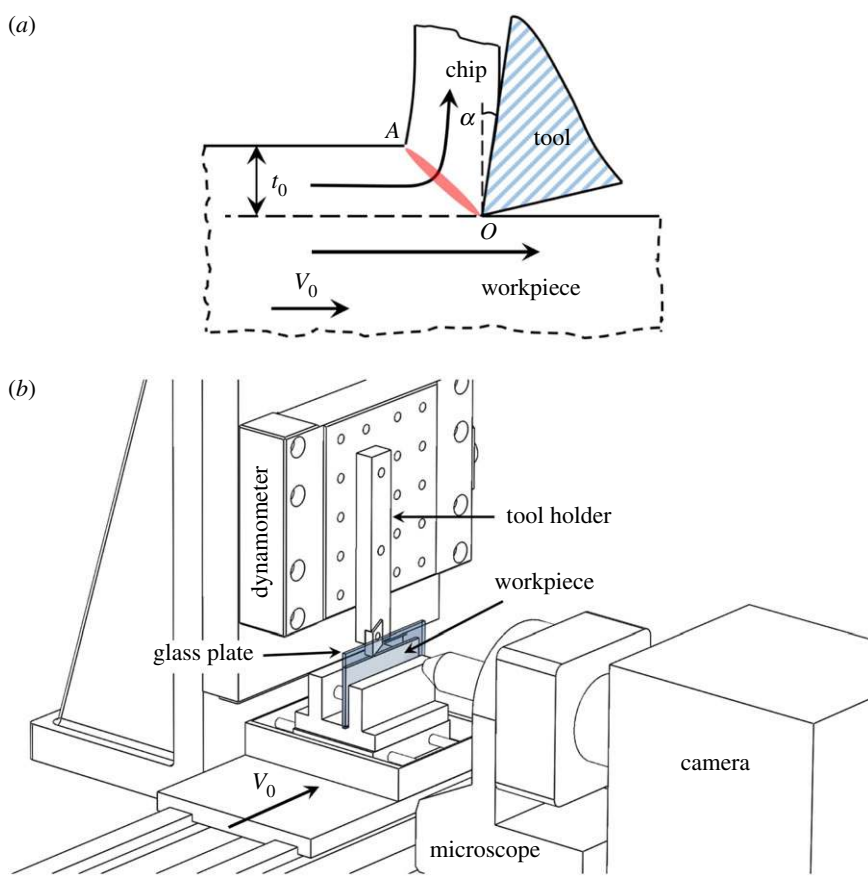 (a)
chip
A
α
tool
t0
O
V0
workpiece
(b)
dynamometer
tool holder
workpiece
glass plate
camera
V0
microscope